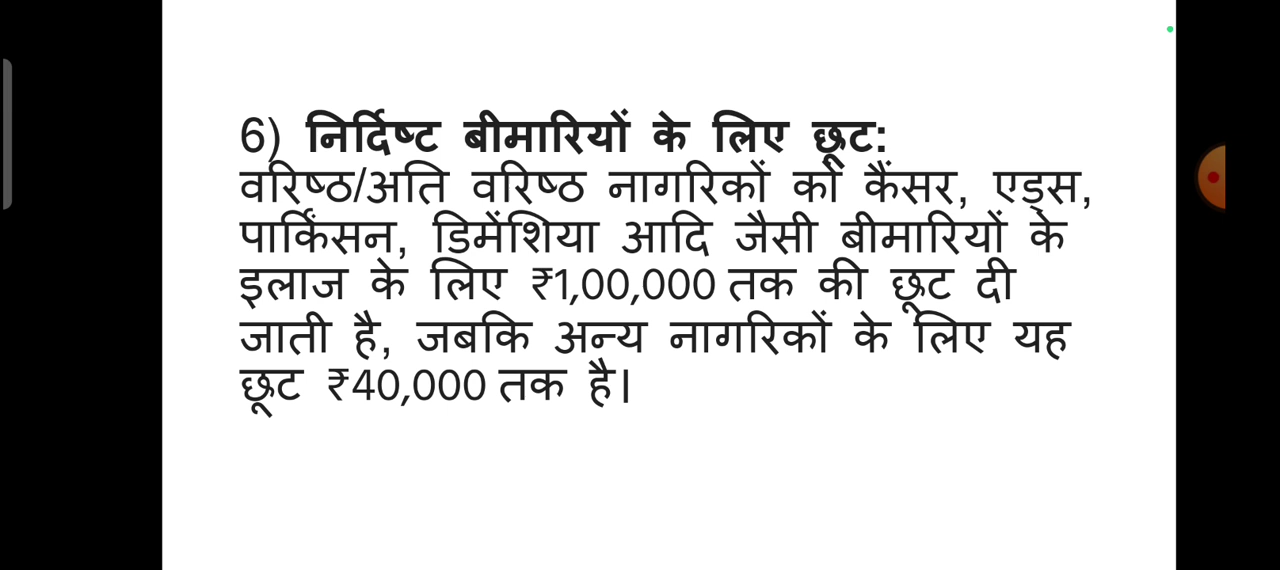 6) निर्दिष्ट बीमारियों के लिए छूट:
वरिष्ठ/अति वरिष्ठ नागरिकों को कैंसर, एड्स,
पार्किंसन, डिमेंशिया आदि जैसी बीमारियों के
इलाज के लिए ₹1,00,000 तक की छूट दी
जाती है, जबकि अन्य नागरिकों के लिए यह
छूट ₹40,000 तक है।